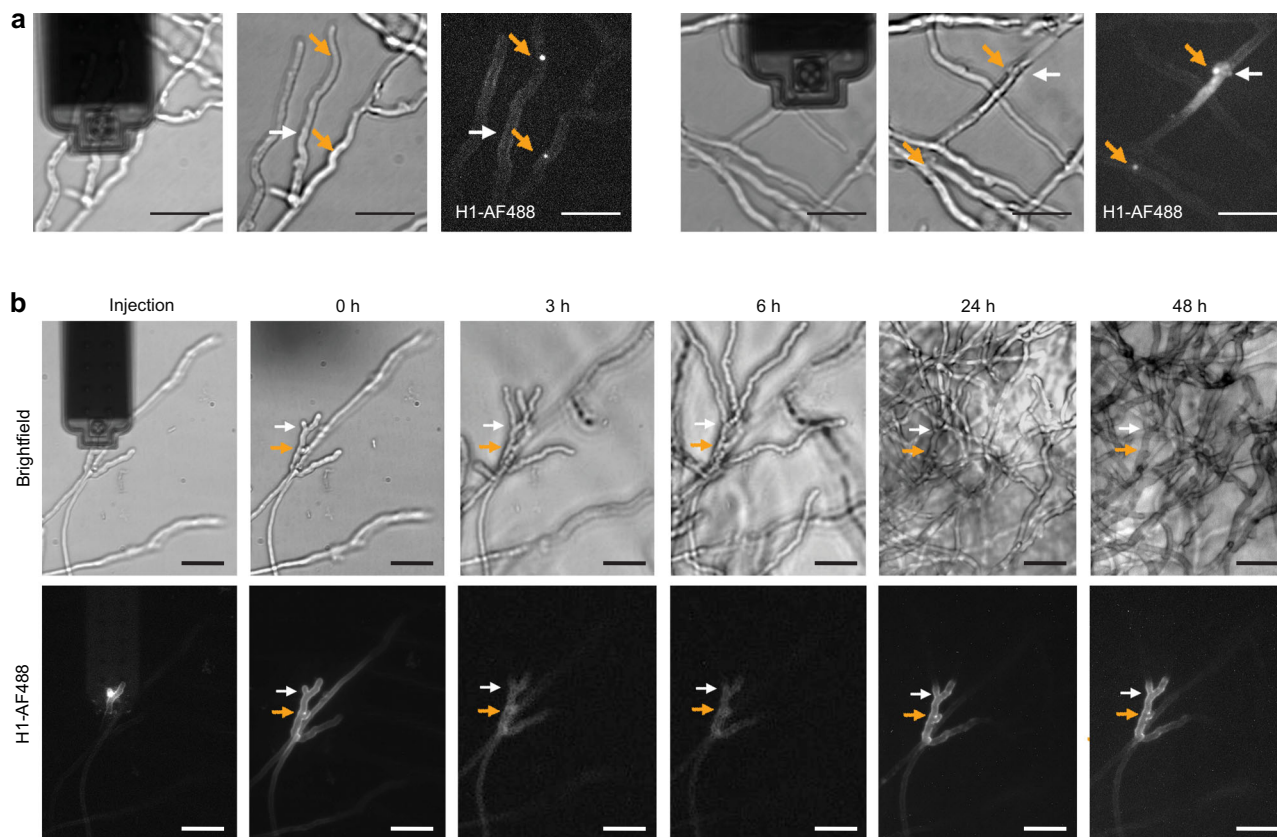 a
H1-AF488
H1-AF488
b
Injection
0 h
3 h
6 h
24 h
48 h
Brightfield
H1-AF488